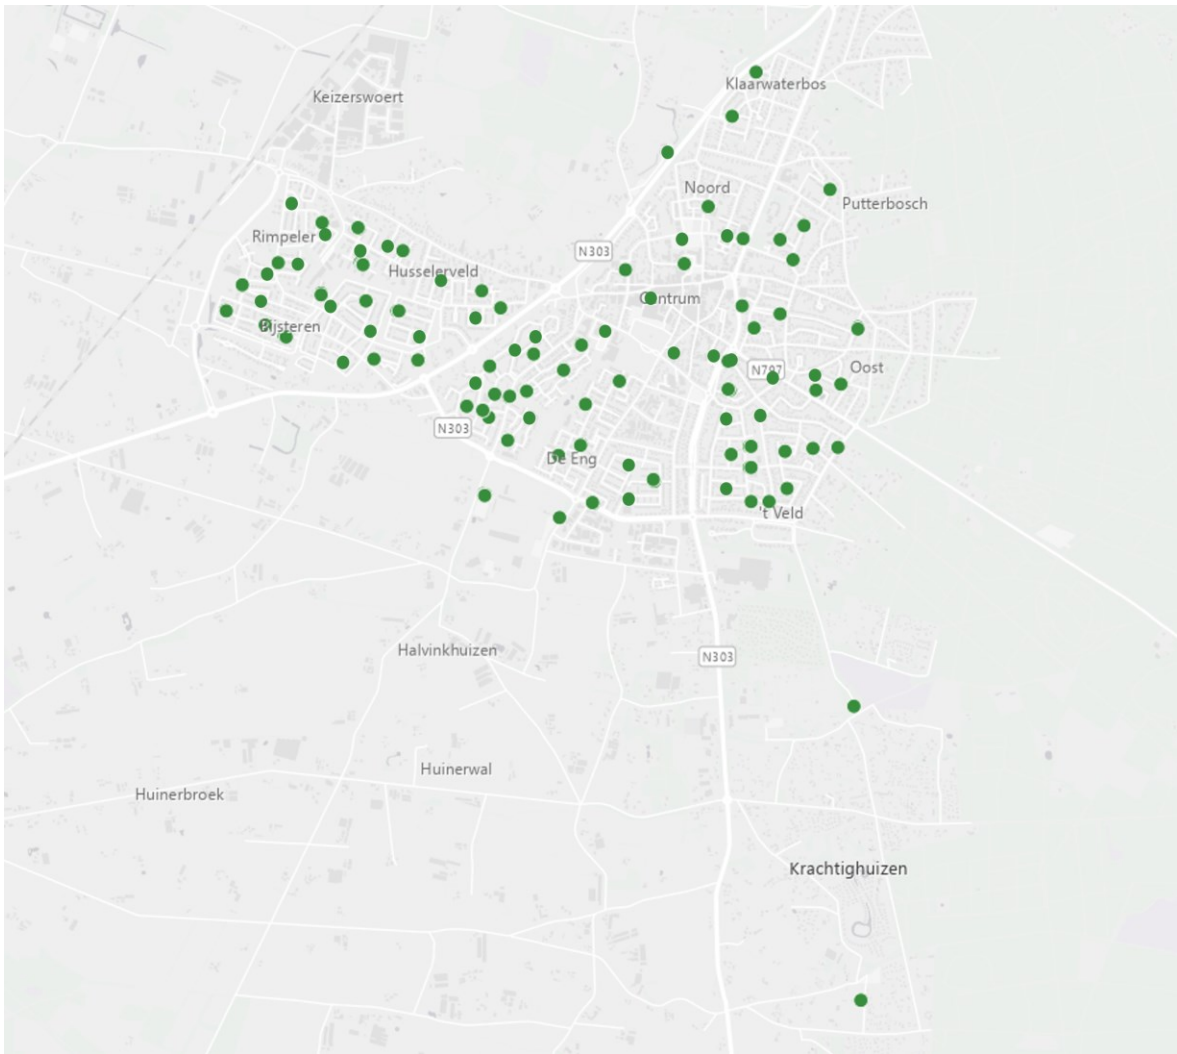 Klaarwaterbos
Keizerswoert
Noord
Putterbosch
Rimpeler
N303
Husselerveld
Centrum
Bijsteren
Oost
N797
N303
De Eng
't Veld
Halvinkhuizen
N303
Huinerwal
Huinerbroek
Krachtighuizen